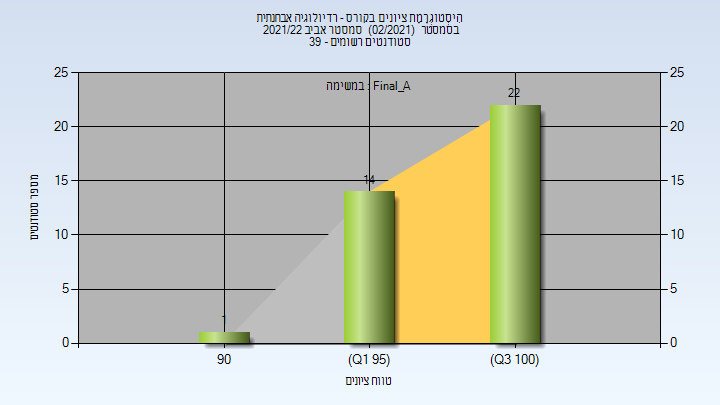 היסטוגרמת ציונים בקורס - רדיולוגיה אבחנתית
בסמסטר (02/2021) סמסטר אביב 2021/22
סטודנטים רשומים - 39
במשימה : Final_A
25 25
20 20
15 15
10 10
5 5
0 0
1
14
22
90 (Q1 95) (Q3 100)
מספר סטודנטים
טווח ציונים